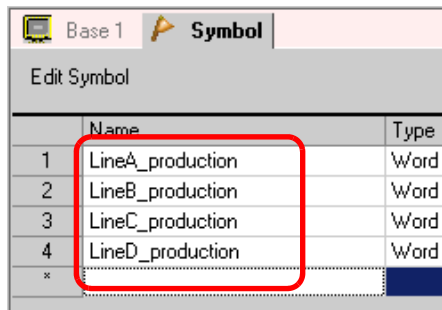 Base 1 Symbol
Edit Symbol
Name Type
1 LineA_production Word
2 LineB_production Word
3 LineC_production Word
4 LineD_production Word
*